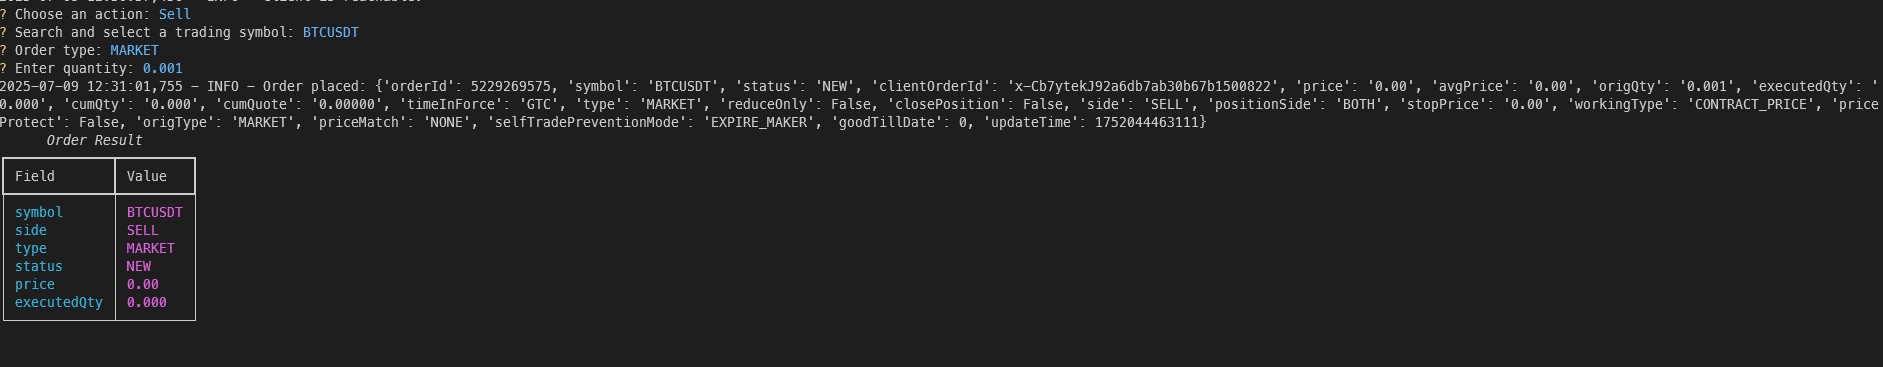 ? Choose an action: Sell
? Search and select a trading symbol: BTCUSDT
? Order type: MARKET
? Enter quantity: 0.001
2025-07-09 12:31:01,755 - INFO - Order placed: {'orderId': 5229269575, 'symbol': 'BTCUSDT', 'status': 'NEW', 'clientOrderId': 'x-Cb7ytekJ92a6db7ab30b67b1500822', 'price': '0.00', 'avgPrice': '0.00', 'origQty': '0.001', 'executedQty': '
0.000', 'cumQty': '0.000', 'cumQuote': '0.00000', 'timeInForce': 'GTC', 'type': 'MARKET', 'reduceOnly': False, 'closePosition': False, 'side': 'SELL', 'positionSide': 'BOTH', 'stopPrice': '0.00', 'workingType': 'CONTRACT_PRICE', 'price
Protect': False, 'origType': 'MARKET', 'priceMatch': 'NONE', 'selfTradePreventionMode': 'EXPIRE_MAKER', 'goodTillDate': 0, 'updateTime': 1752044463111}
Order Result
Field Value
symbol BTCUSDT
side SELL
type MARKET
status NEW
price 0.00
executedQty 0.000